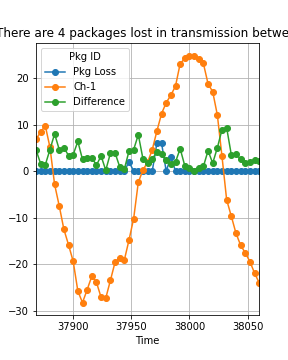 There are 4 packages lost in transmission betwe
Pkg ID
Pkg Loss
Ch-1
Difference
20
10
0
−10
−20
−30
37900 37950 38000 38050
Time